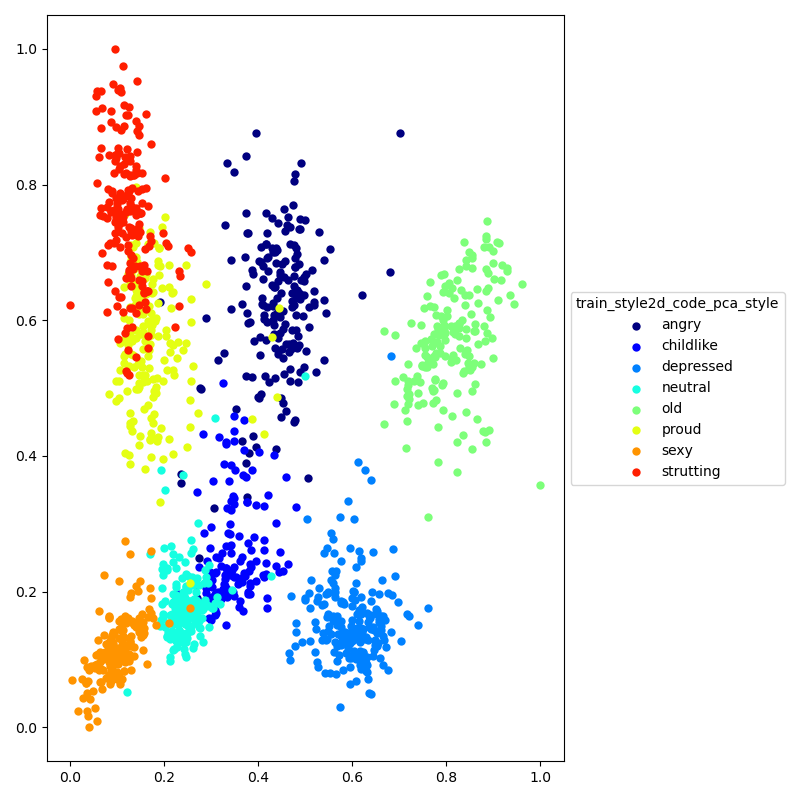 1.0
0.8
0.6
0.4
0.2
0.0
0.0 0.2 0.4 0.6 0.8 1.0
train_style2d_code_pca_style
angry
childlike
depressed
neutral
old
proud
sexy
strutting